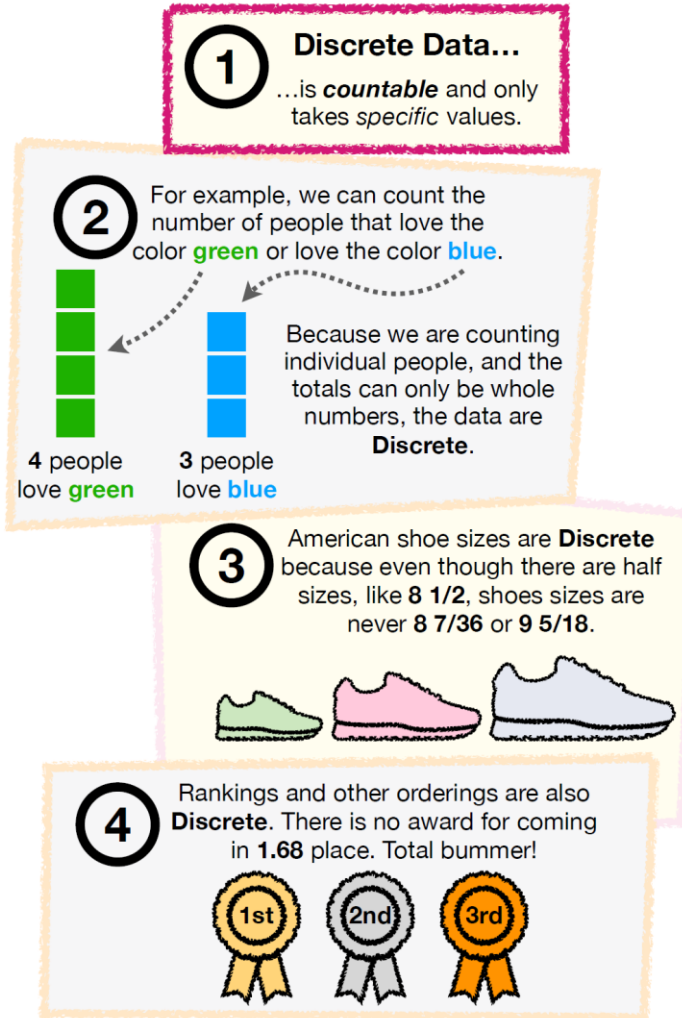 1
Discrete Data...
...is countable and only
takes specific values.
2
For example, we can count the
number of people that love the
color green or love the color blue.
Because we are counting
individual people, and the
totals can only be whole
numbers, the data are
Discrete.
4 people
love green
3 people
love blue
3
American shoe sizes are Discrete
because even though there are half
sizes, like 8 1/2, shoes sizes are
never 8 7/36 or 9 5/18.
4
Rankings and other orderings are also
Discrete. There is no award for coming
in 1.68 place. Total bummer!
1st
2nd
3rd